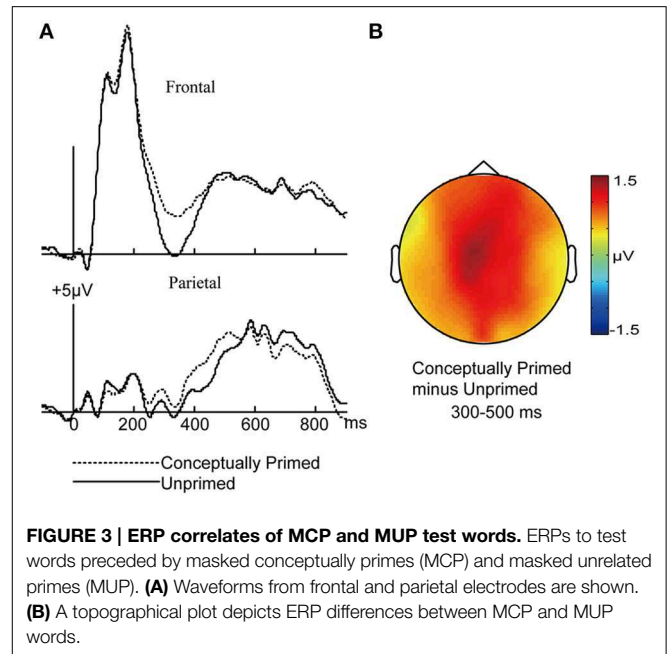 A
B
Frontal
1.5
µV
-1.5
+5µV
Parietal
Conceptually Primed
minus Unprimed
300-500 ms
0 200 400 600 800 ms
Conceptually Primed
Unprimed
FIGURE 3 | ERP correlates of MCP and MUP test words. ERPs to test
words preceded by masked conceptually primes (MCP) and masked unrelated
primes (MUP). (A) Waveforms from frontal and parietal electrodes are shown.
(B) A topographical plot depicts ERP differences between MCP and MUP
words.